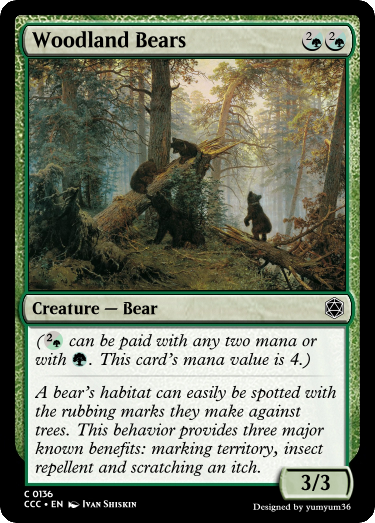 Woodland Bears
2 2
Creature — Bear
(2 can be paid with any two mana or
with . This card's mana value is 4.)
A bear's habitat can easily be spotted with
the rubbing marks they make against
trees. This behavior provides three major
known benefits: marking territory, insect
repellent and scratching an itch.
3/3
C 0136
CCC • EN Ivan Shiskin
Designed by yumyum36